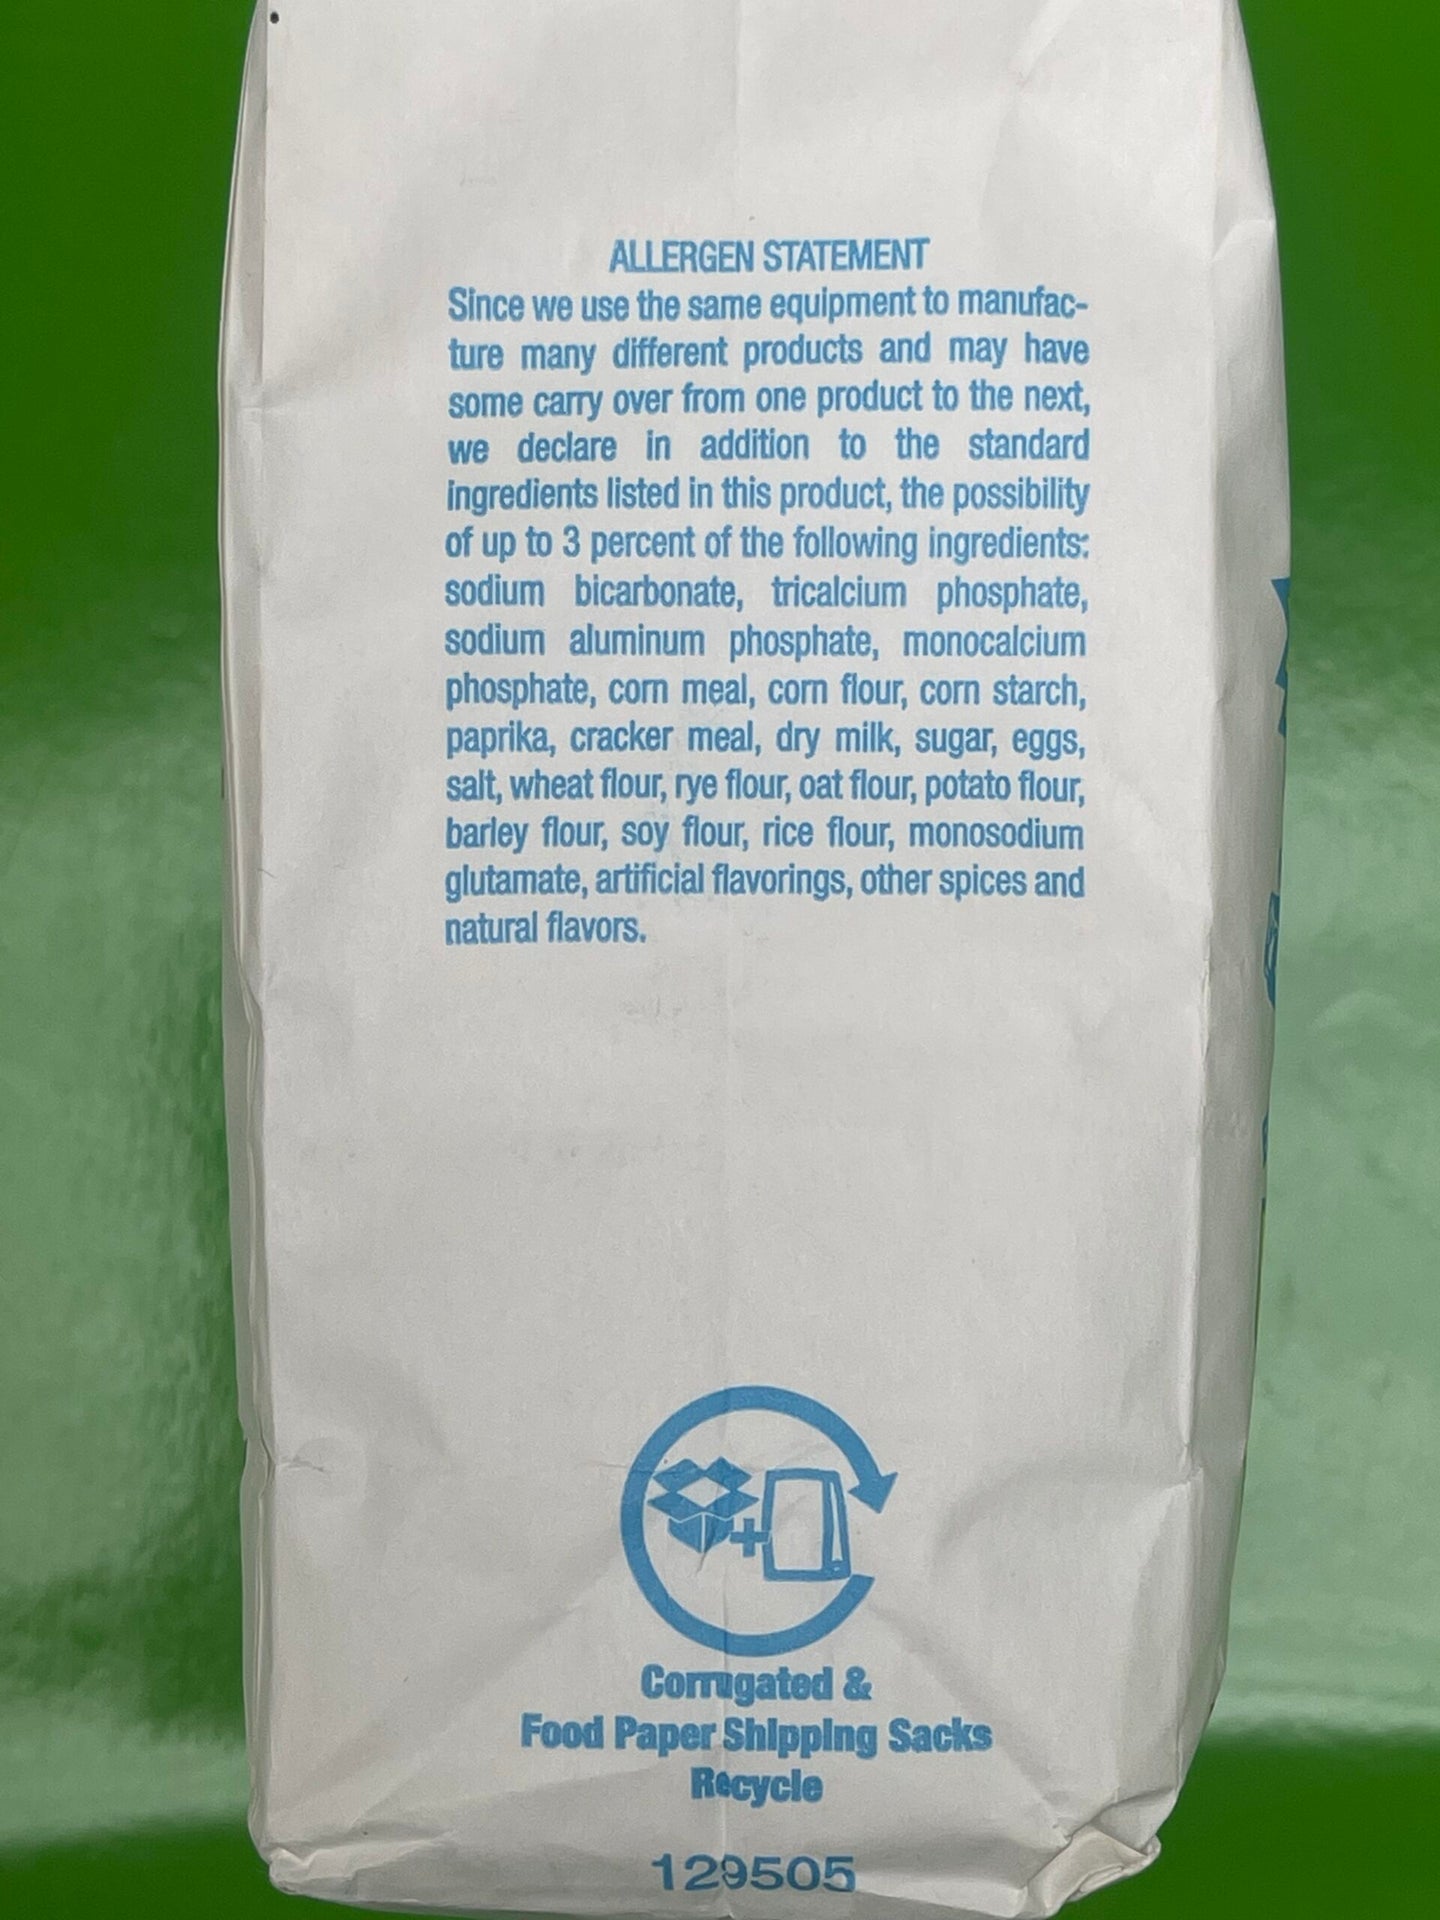 ALLERGEN STATEMENT
Since we use the same equipment to manufac-
ture many different products and may have
some carry over from one product to the next,
we declare in addition to the standard
ingredients listed in this product, the possibility
of up to 3 percent of the following ingredients:
sodium bicarbonate, tricalcium phosphate,
sodium aluminum phosphate, monocalcium
phosphate, corn meal, corn flour, corn starch,
paprika, cracker meal, dry milk, sugar, eggs,
salt, wheat flour, rye flour, oat flour, potato flour,
barley flour, soy flour, rice flour, monosodium
glutamate, artificial flavorings, other spices and
natural flavors.
Corrugated &
Food Paper Shipping Sacks
Recycle
129505